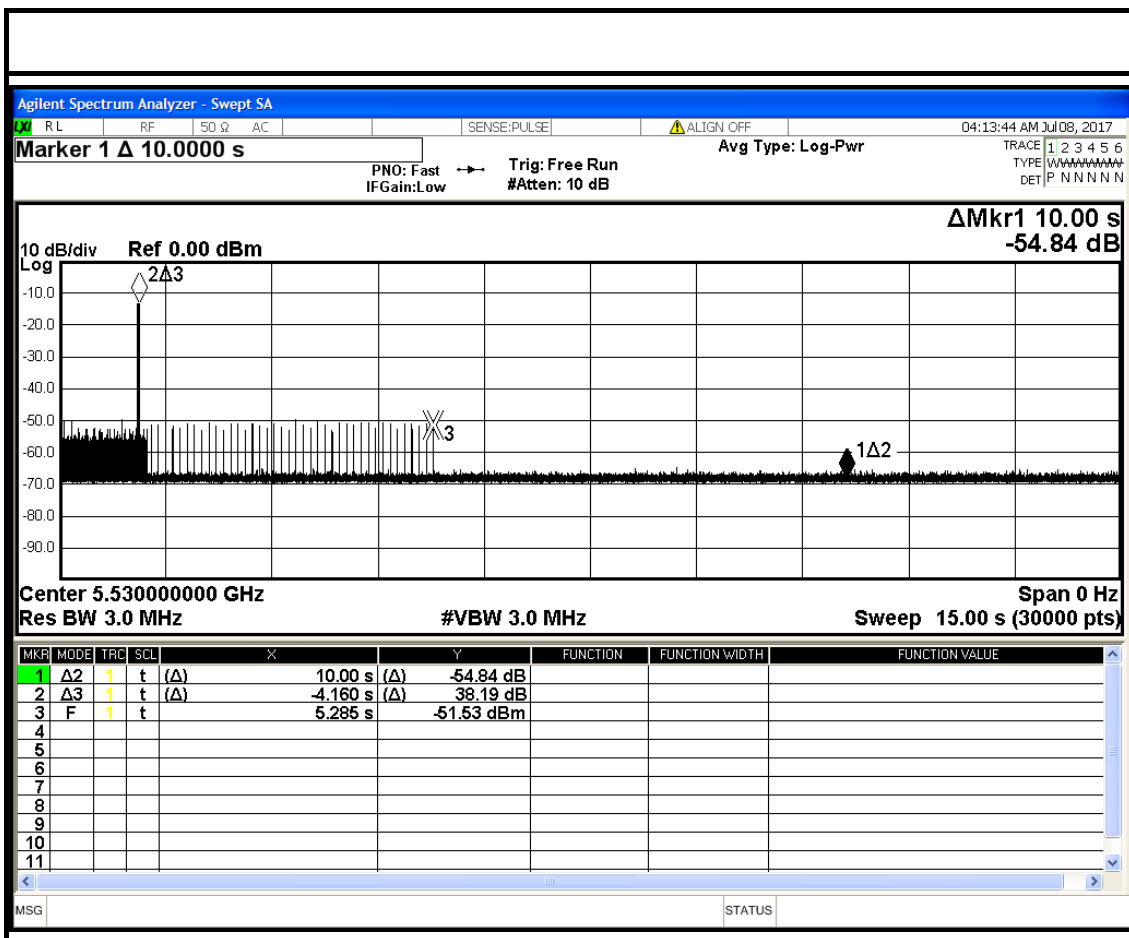 Agilent Spectrum Analyzer - Swept SA
LXI RL RF 50 Ω AC SENSE:PULSE ALIGN OFF 04:13:44 AM Jul 08, 2017
Marker 1 Δ 10.0000 s
PNO: Fast
IFGain:Low
Trig: Free Run
#Atten: 10 dB
Avg Type: Log-Pwr
TRACE 1 2 3 4 5 6
TYPE
DET P N N N N N
ΔMkr1 10.00 s
-54.84 dB
10 dB/div Ref 0.00 dBm
Log
-10.0
-20.0
-30.0
-40.0
-50.0
-60.0
-70.0
-80.0
-90.0
2Δ3
3
1Δ2
Center 5.530000000 GHz Span 0 Hz
Res BW 3.0 MHz #VBW 3.0 MHz Sweep 15.00 s (30000 pts)
MKR MODE TRC SCL X Y FUNCTION FUNCTION WIDTH FUNCTION VALUE
1 Δ2 1 t (Δ) 10.00 s (Δ) -54.84 dB
2 Δ3 1 t (Δ) -4.160 s (Δ) 38.19 dB
3 F 1 t 5.285 s -51.53 dBm
4
5
6
7
8
9
10
11
MSG STATUS